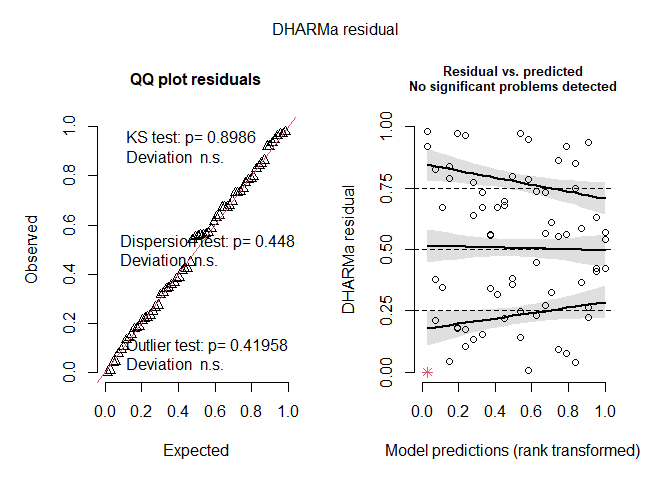 DHARMa residual
QQ plot residuals
KS test: p= 0.8986
Deviation n.s.
Dispersion test: p= 0.448
Deviation n.s.
Outlier test: p= 0.41958
Deviation n.s.
Observed
0.0 0.2 0.4 0.6 0.8 1.0
0.0 0.2 0.4 0.6 0.8 1.0
Expected
Residual vs. predicted
No significant problems detected
DHARMa residual
0.00 0.25 0.50 0.75 1.00
0.0 0.2 0.4 0.6 0.8 1.0
Model predictions (rank transformed)